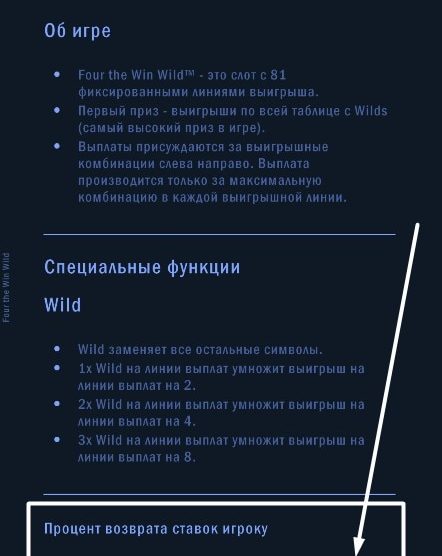 Об игре
Four the Win Wild™ - это слот с 81
фиксированными линиями выигрыша.
Первый приз - выигрыши по всей таблице с Wilds
(самый высокий приз в игре).
Выплаты присуждаются за выигрышные
комбинации слева направо. Выплата
производится только за максимальную
комбинацию в каждой выигрышной линии.
Four the Win Wild
Специальные функции
Wild
Wild заменяет все остальные символы.
1x Wild на линии выплат умножит выигрыш на
линии выплат на 2.
2x Wild на линии выплат умножит выигрыш на
линии выплат на 4.
3x Wild на линии выплат умножит выигрыш на
линии выплат на 8.
Процент возврата ставок игроку